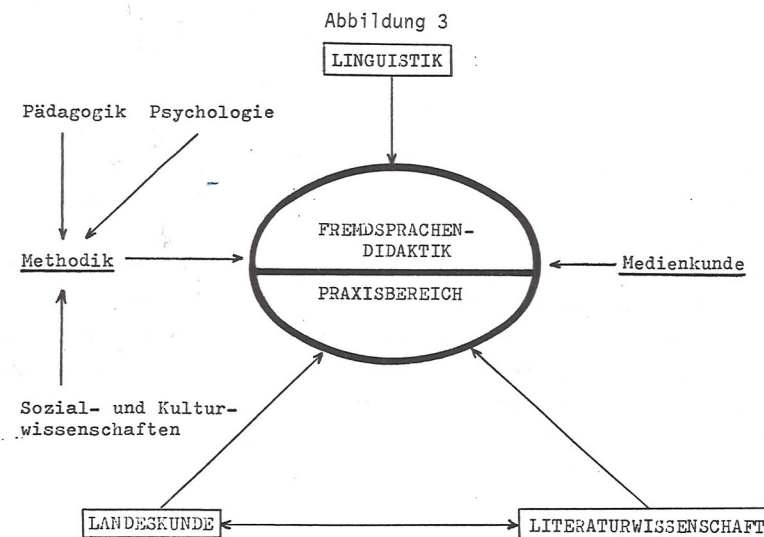 Abbildung 3
LINGUISTIK
Pädagogik Psychologie
FREMDSPRACHEN-
DIDAKTIK
Methodik
Medienkunde
PRAXISBEREICH
Sozial- und Kultur-
wissenschaften
LANDESKUNDE
LITERATURWISSENSCHAFT